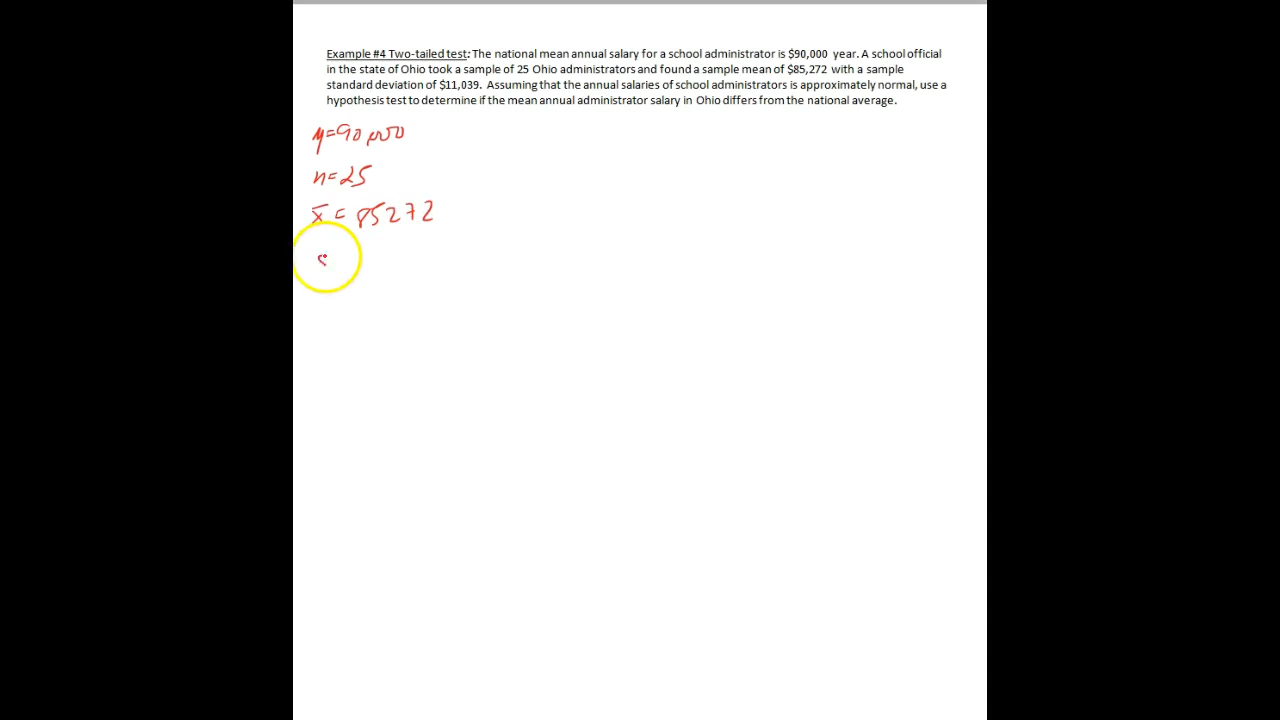 Example #4 Two-tailed test: The national mean annual salary for a school administrator is $90,000 year. A school official
in the state of Ohio took a sample of 25 Ohio administrators and found a sample mean of $85,272 with a sample
standard deviation of $11,039. Assuming that the annual salaries of school administrators is approximately normal, use a
hypothesis test to determine if the mean annual administrator salary in Ohio differs from the national average.
μ=90,000
n=25
x̄ = 85272